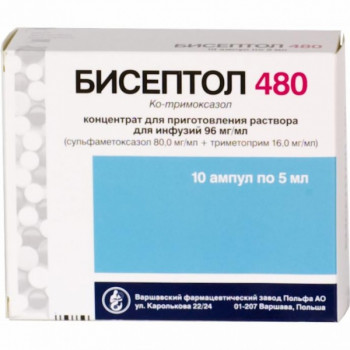 БИСЕПТОЛ 480
Ко-тримоксазол
концентрат для приготовления раствора
для инфузий 96 мг/мл
(сульфаметоксазол 80,0 мг/мл + триметоприм 16,0 мг/мл)
10 ампул по 5 мл
Варшавский фармацевтический завод Польфа АО
ул. Каролькова 22/24 01-207 Варшава, Польша